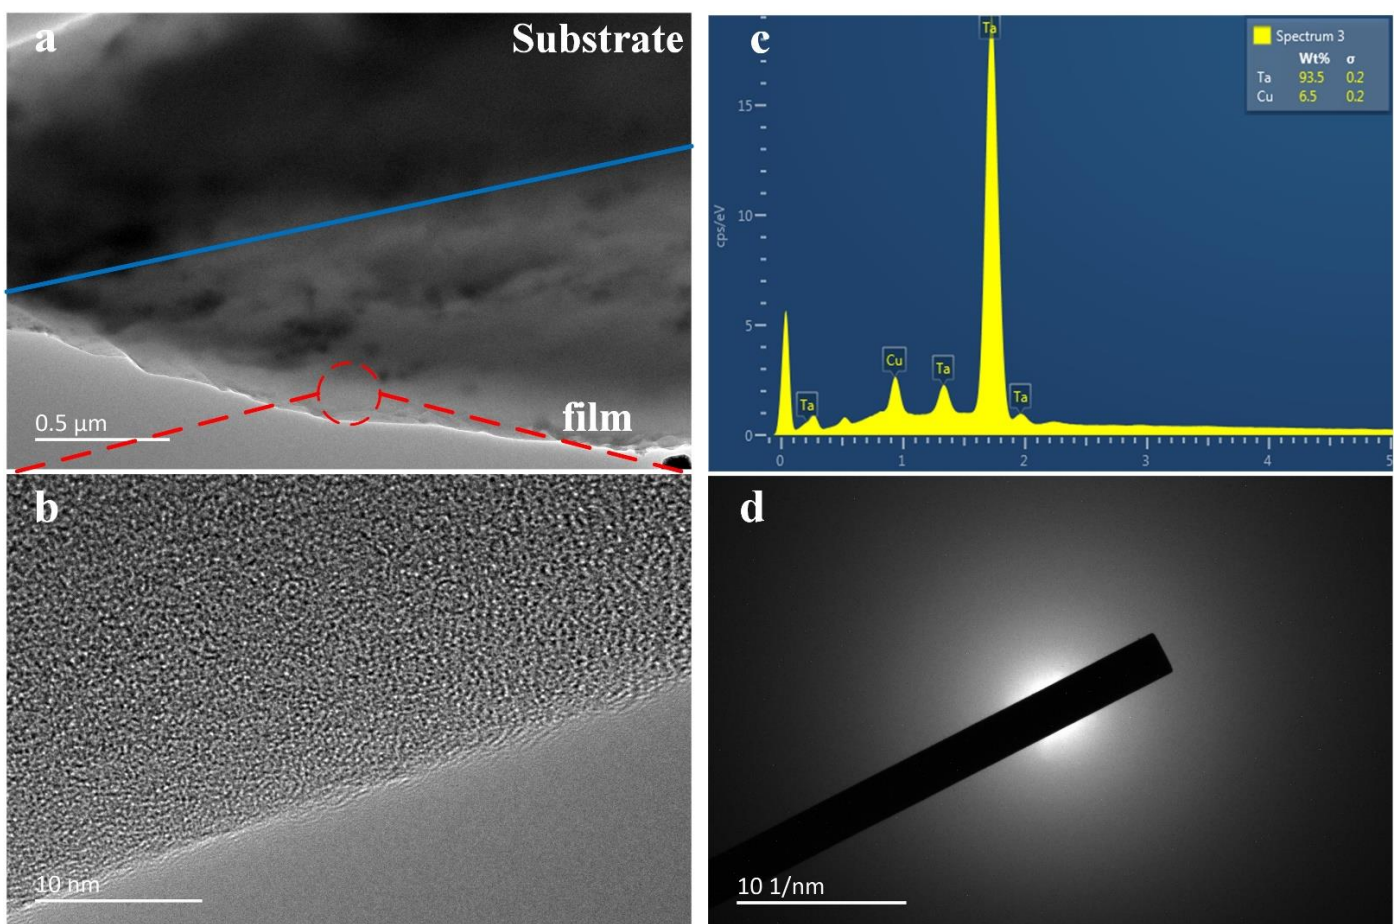 a
Substrate
film
0.5 µm
b
10 nm
c
Spectrum 3
Wt% σ
Ta 93.5 0.2
Cu 6.5 0.2
cps/eV
15
10
5
0
Ta
Ta
Cu
Ta
Ta
0 1 2 3 4 5
d
10 1/nm